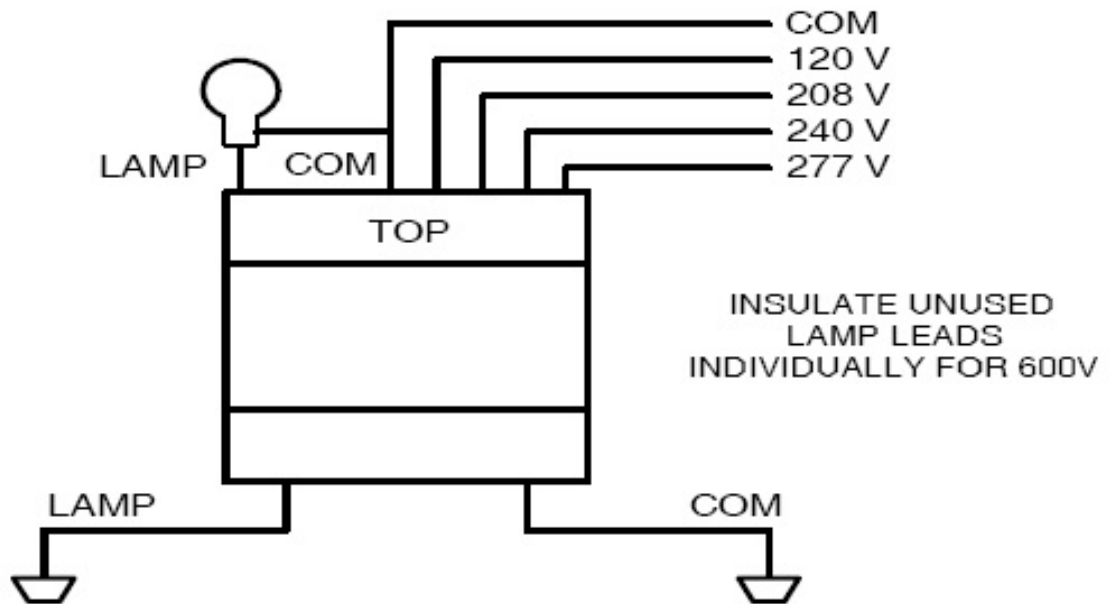 COM
120 V
208 V
240 V
277 V
LAMP
COM
TOP
INSULATE UNUSED
LAMP LEADS
INDIVIDUALLY FOR 600V
LAMP
COM